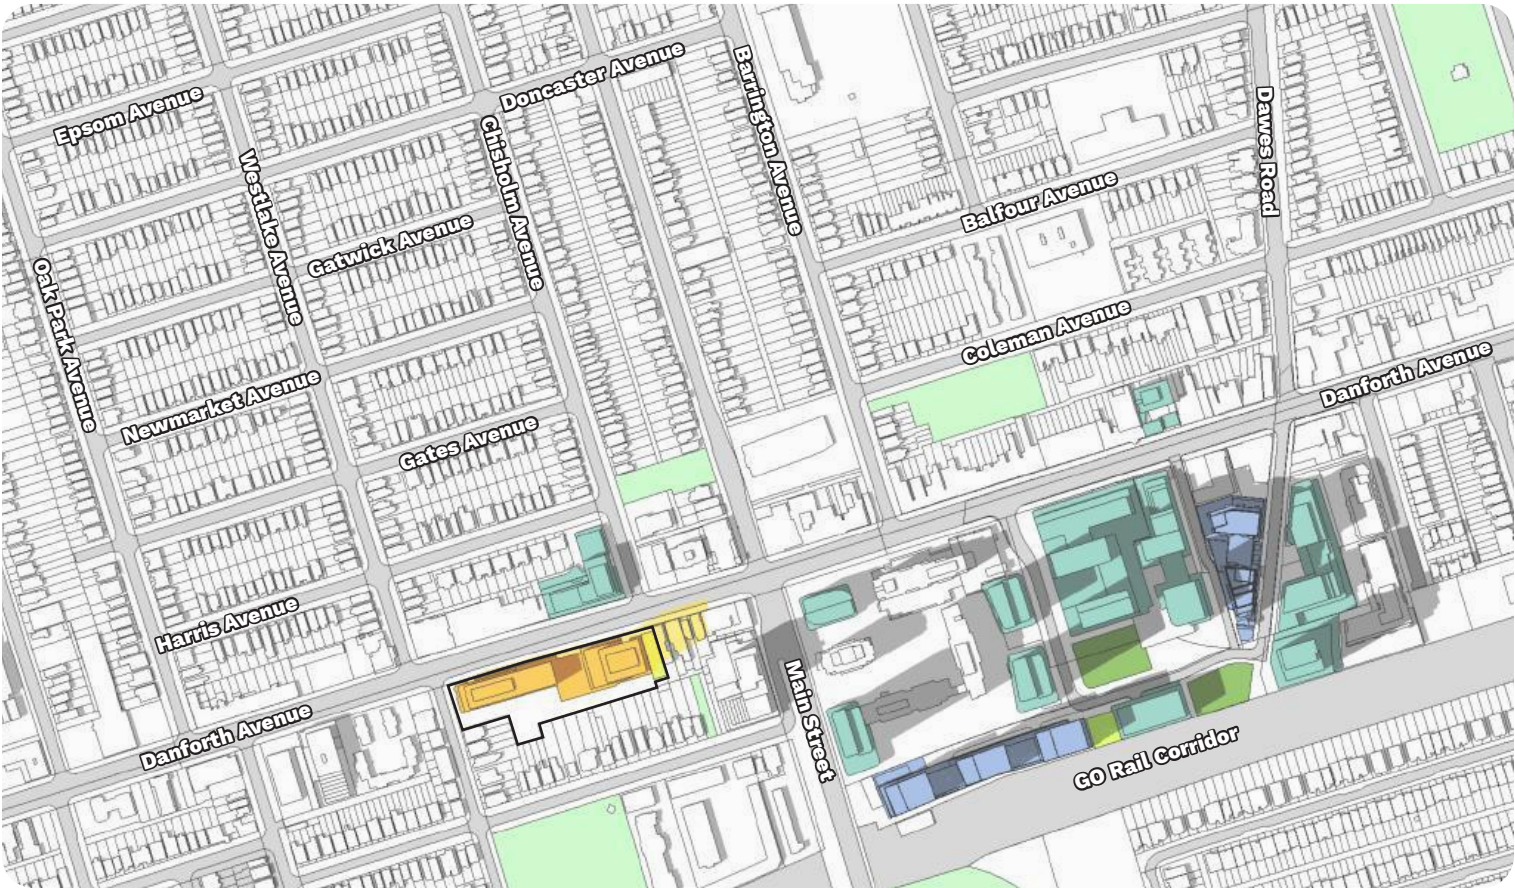 Doncaster Avenue
Epsom Avenue
Barrington Avenue
Dawes Road
Chisholm Avenue
Westlake Avenue
Balfour Avenue
Gatwick Avenue
Oak Park Avenue
Coleman Avenue
Danforth Avenue
Newmarket Avenue
Gates Avenue
Harris Avenue
Danforth Avenue
Main Street
GO Rail Corridor